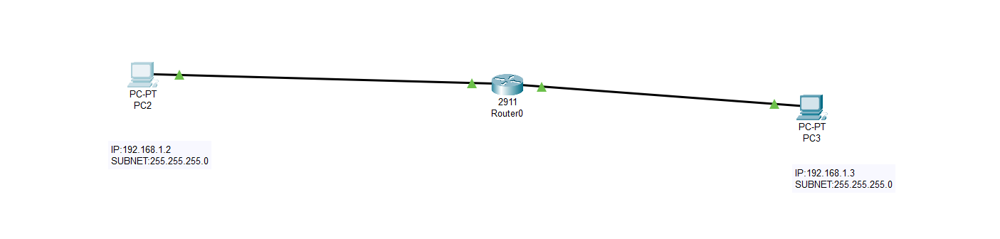 PC-PT
PC2
IP:192.168.1.2
SUBNET:255.255.255.0
2911
Router0
PC-PT
PC3
IP:192.168.1.3
SUBNET:255.255.255.0